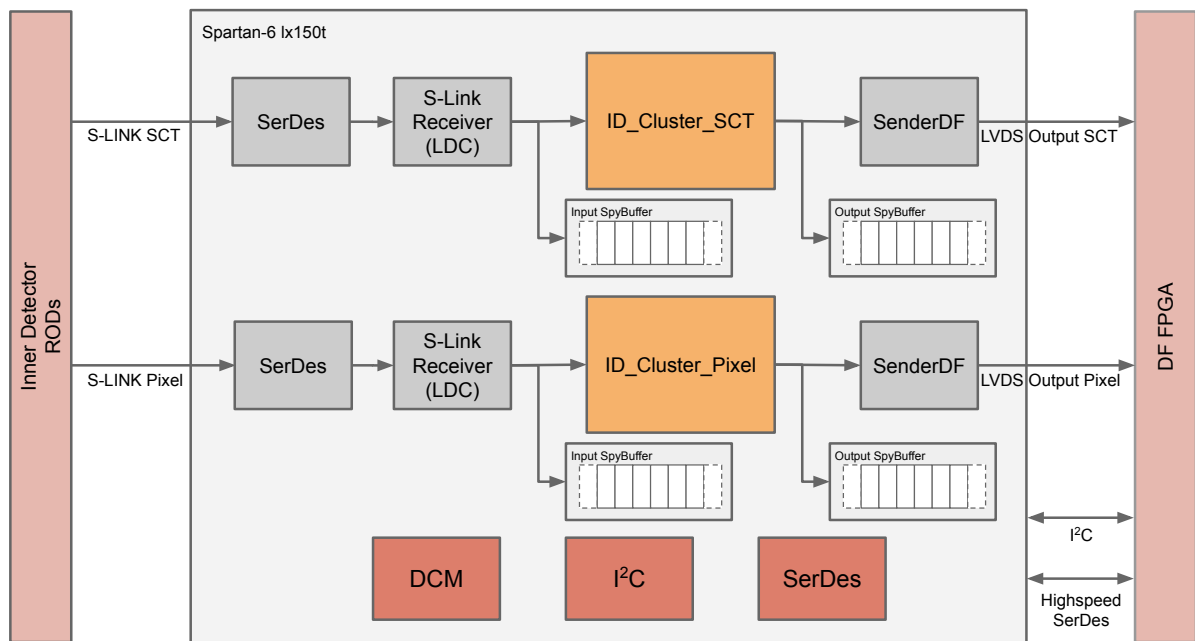 Spartan-6 lx150t
Inner Detector
RODs
S-LINK SCT
SerDes
S-Link
Receiver
(LDC)
ID_Cluster_SCT
SenderDF
LVDS Output SCT
Input SpyBuffer
Output SpyBuffer
S-LINK Pixel
SerDes
S-Link
Receiver
(LDC)
ID_Cluster_Pixel
SenderDF
LVDS Output Pixel
Input SpyBuffer
Output SpyBuffer
DCM
I²C
SerDes
I²C
Highspeed
SerDes
DF FPGA